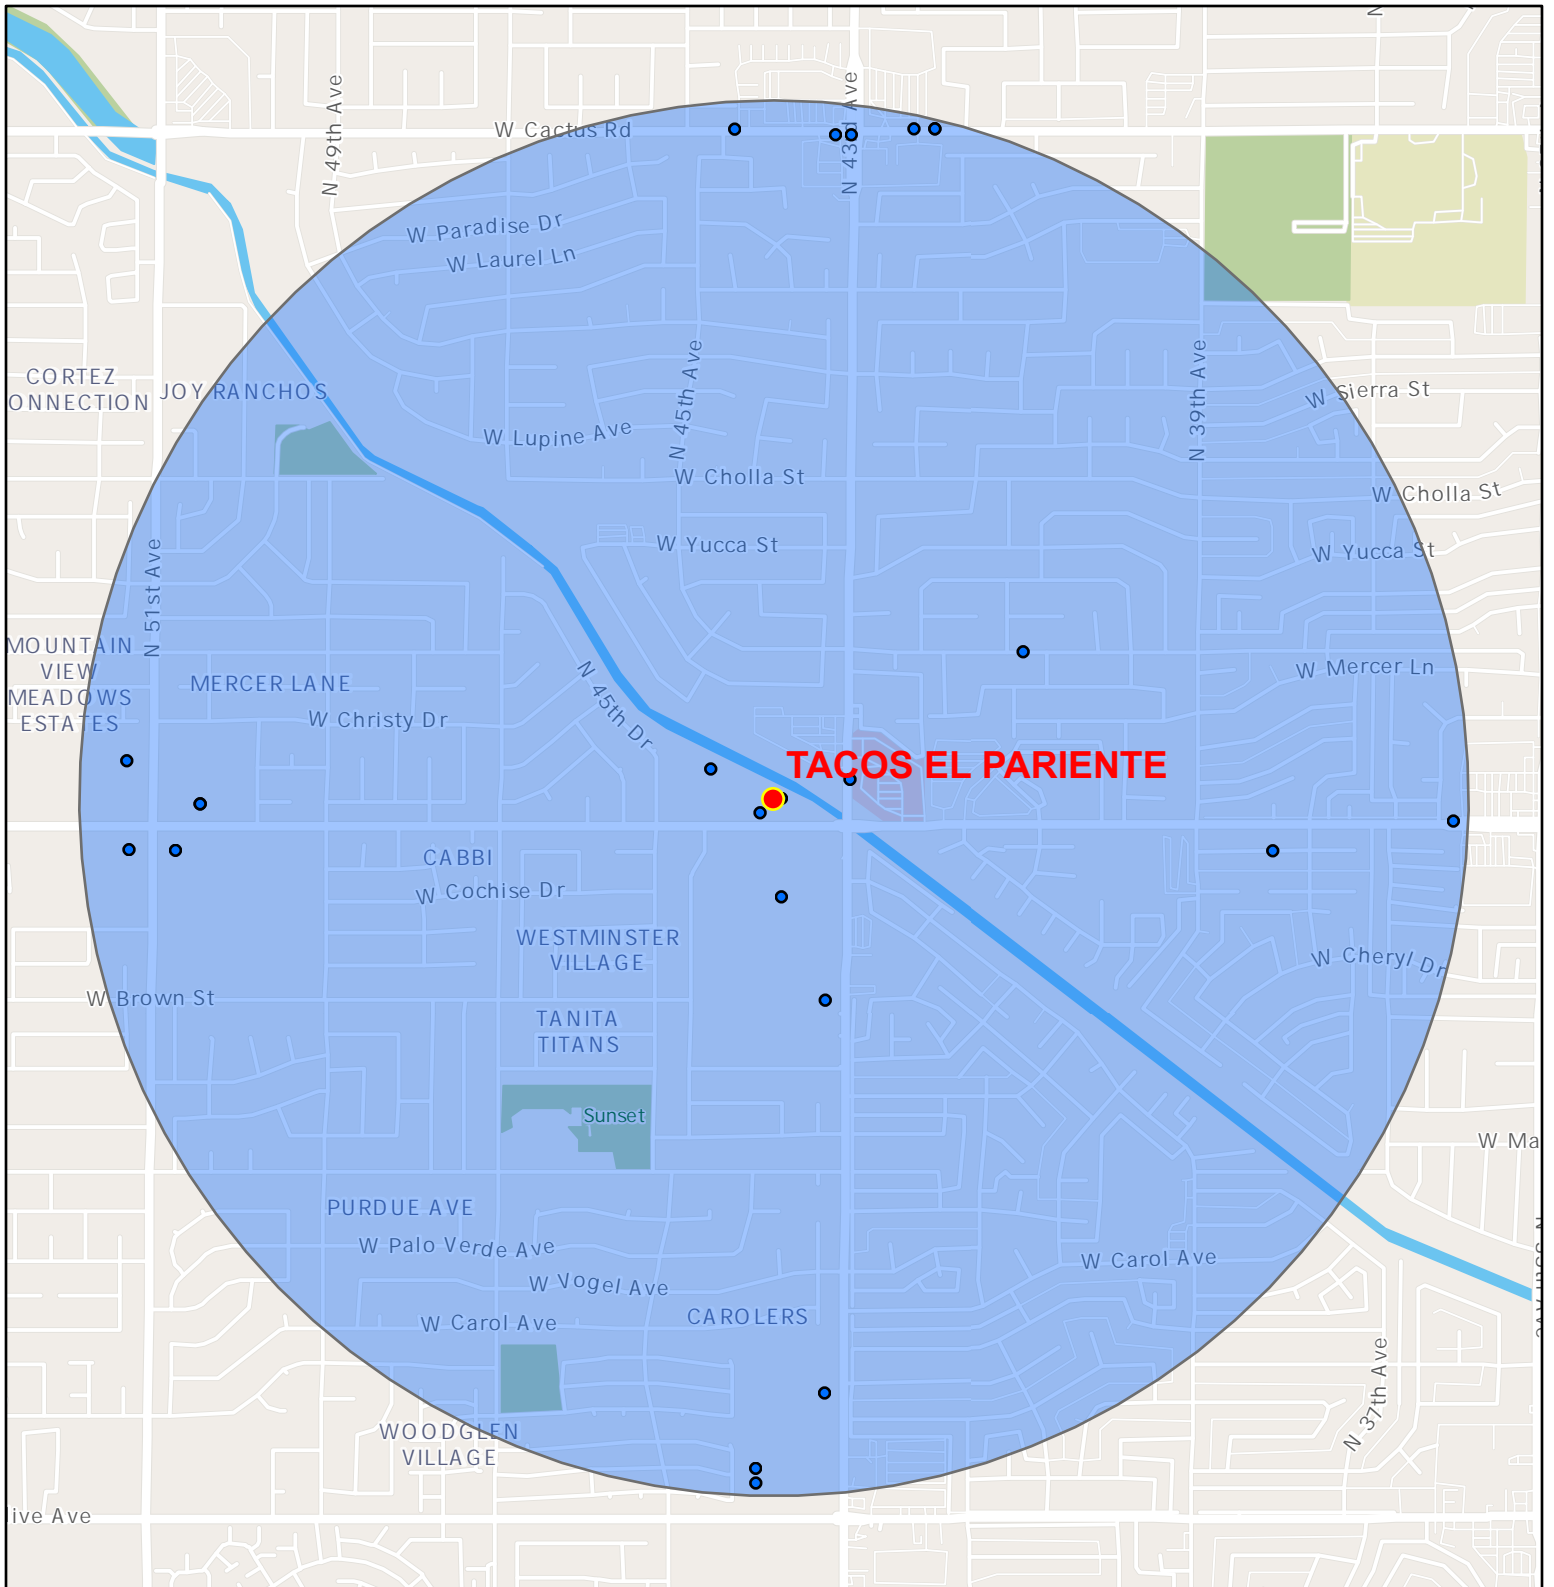 N 49th Ave
W Cactus Rd
N 43rd Ave
W Paradise Dr
W Laurel Ln
CORTEZ
ONNECTION
JOY RANCHOS
N 45th Ave
N 39th Ave
W Sierra St
W Lupine Ave
W Cholla St
W Cholla St
W Yucca St
W Yucca St
N 51st Ave
MOUNTAIN
VIEW
MEADOWS
ESTATES
MERCER LANE
W Christy Dr
N 45th Dr
W Mercer Ln
TACOS EL PARIENTE
CABBI
W Cochise Dr
WESTMINSTER
VILLAGE
W Cheryl Dr
W Brown St
TANITA
TITANS
Sunset
W Ma
PURDUE AVE
W Palo Verde Ave
W Vogel Ave
W Carol Ave
W Carol Ave
CAROLERS
N 37th Ave
WOODGLEN
VILLAGE
live Ave